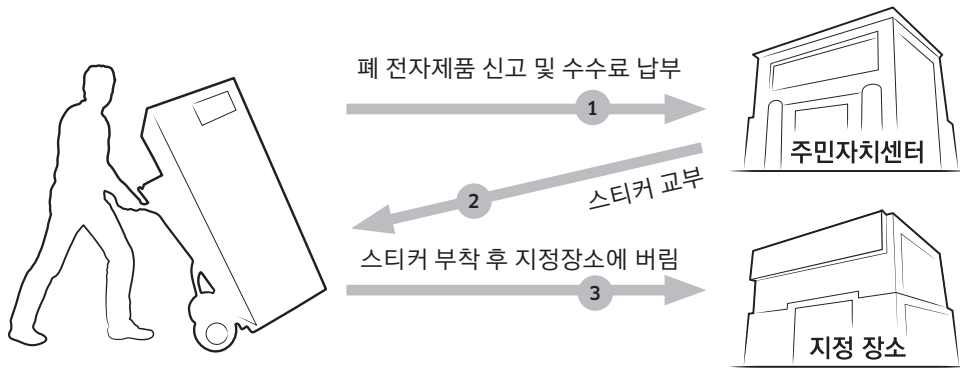 폐 전자제품 신고 및 수수료 납부
1
주민자치센터
2
스티커 교부
스티커 부착 후 지정장소에 버림
3
지정 장소